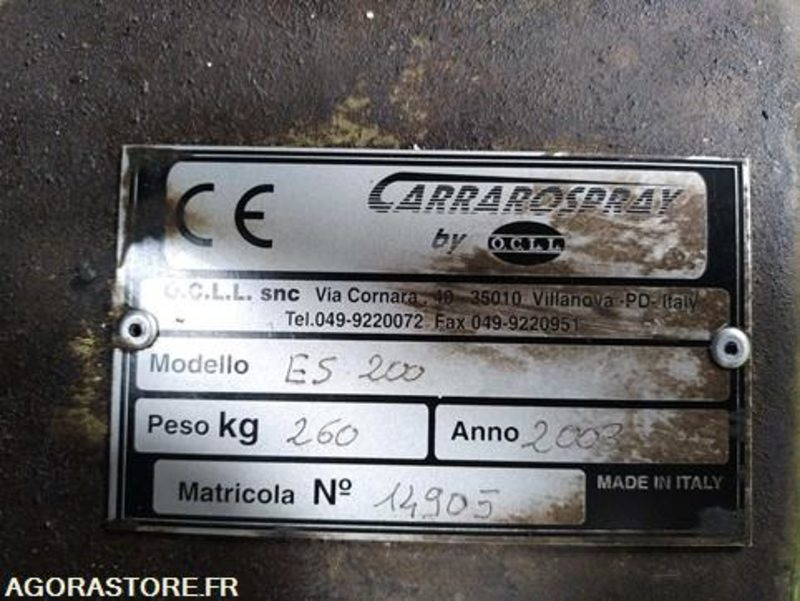 CE
CARRAROSPRAY
by O.C.L.L.
O.C.L.L. snc Via Cornara, 40 - 35010 Villanova -PD- Italy
Tel.049-9220072 Fax 049-9220951
Modello ES 200
Peso kg 260 Anno 2003
Matricola Nº 14905
MADE IN ITALY
AGORASTORE.FR